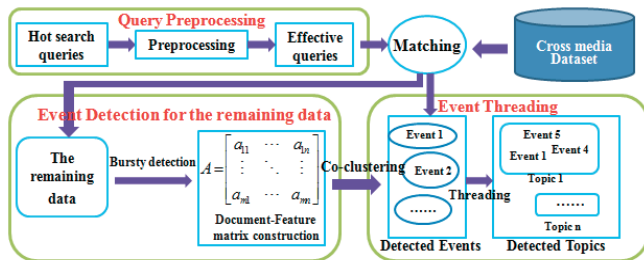 Query Preprocessing
Hot search
queries
Preprocessing
Effective
queries
Matching
Cross media
Dataset
Event Detection for the remaining data
The
remaining
data
Bursty detection
A = [ a11 ⋯ a1n
⋮ ⋱ ⋮
am1 ⋯ amn ]
Document-Feature
matrix construction
Co-clustering
Event Threading
Event 1
Event 2
......
Detected Events
Threading
Event 5
Event 1 Event 4
Topic 1
......
Topic n
Detected Topics